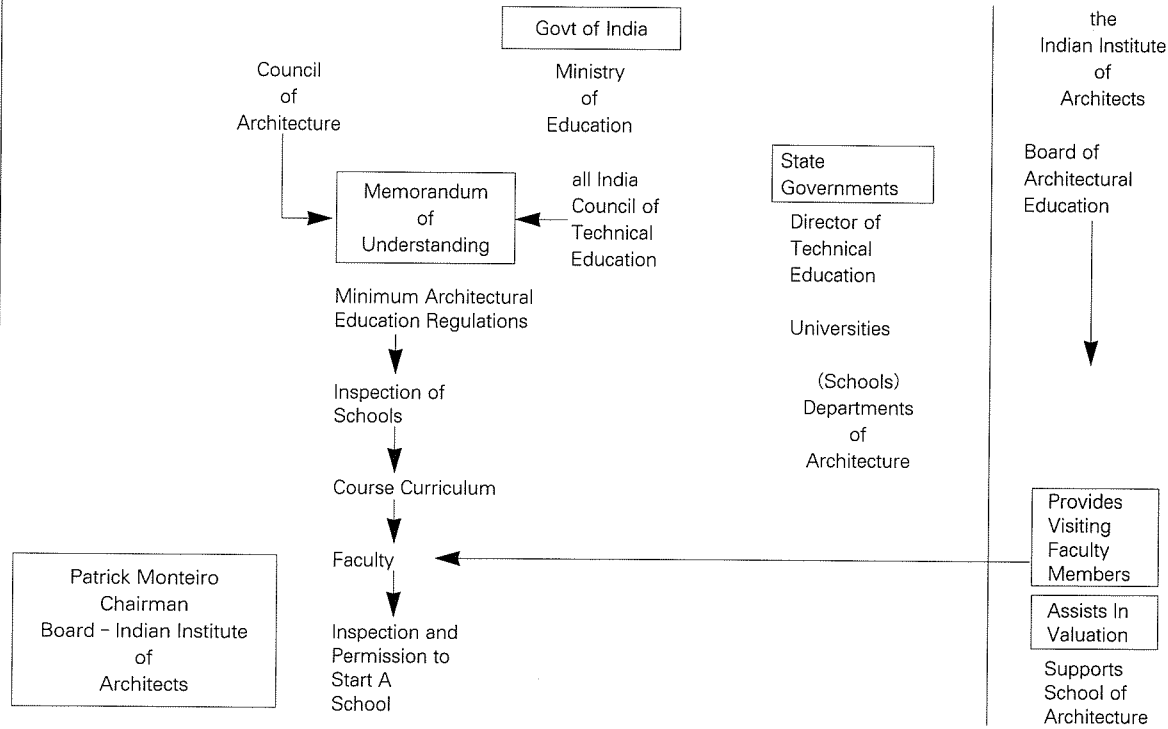 Govt of India
Council
of
Architecture
Ministry
of
Education
Memorandum
of
Understanding
all India
Council of
Technical
Education
Minimum Architectural
Education Regulations
Inspection of
Schools
Course Curriculum
Faculty
Inspection and
Permission to
Start A
School
Patrick Monteiro
Chairman
Board – Indian Institute
of
Architects
State
Governments
Director of
Technical
Education
Universities
(Schools)
Departments
of
Architecture
the
Indian Institute
of
Architects
Board of
Architectural
Education
Provides
Visiting
Faculty
Members
Assists In
Valuation
Supports
School of
Architecture